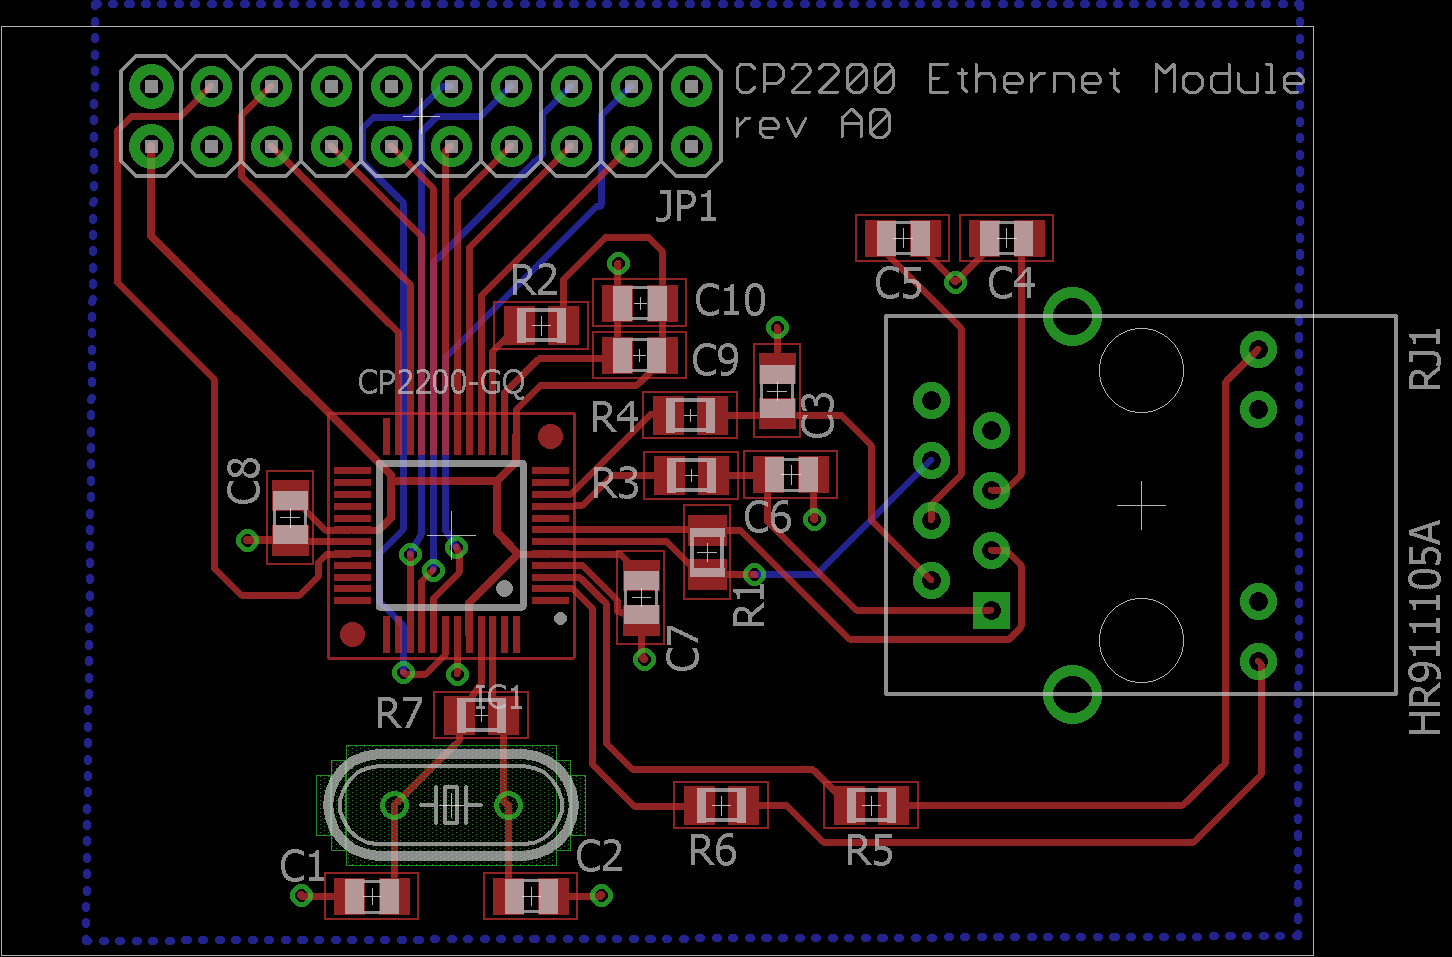 CP2200 Ethernet Module
rev A0
JP1
R2
C10
C5
C4
C9
CP2200-GQ
R4
C3
RJ1
C8
R3
C6
R1
C7
HR911105A
IC1
R7
R6
R5
C1
C2